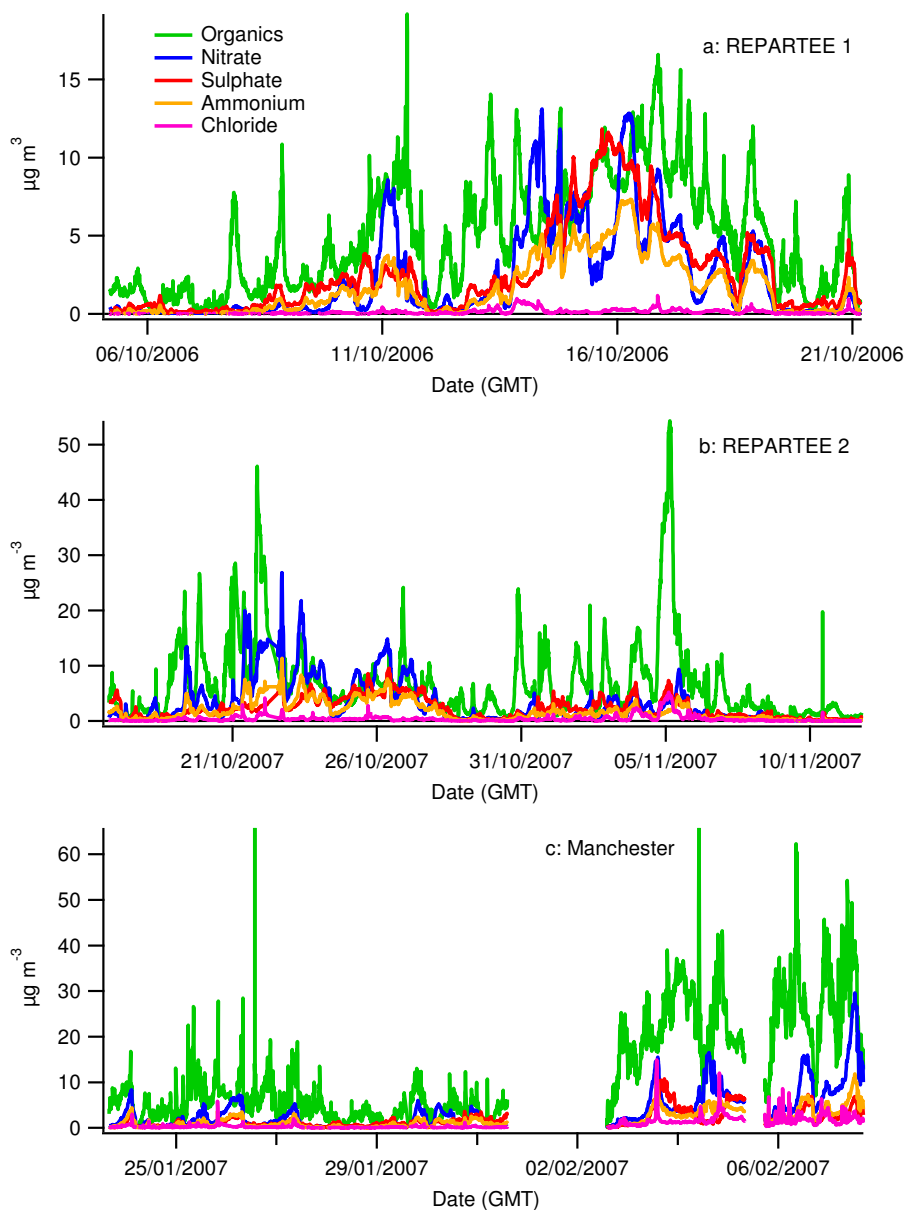 Organics
Nitrate
Sulphate
Ammonium
Chloride
a: REPARTEE 1
µg m³
15
10
5
0
06/10/2006 11/10/2006 16/10/2006 21/10/2006
Date (GMT)
b: REPARTEE 2
µg m⁻³
50
40
30
20
10
0
21/10/2007 26/10/2007 31/10/2007 05/11/2007 10/11/2007
Date (GMT)
c: Manchester
µg m⁻³
60
50
40
30
20
10
0
25/01/2007 29/01/2007 02/02/2007 06/02/2007
Date (GMT)